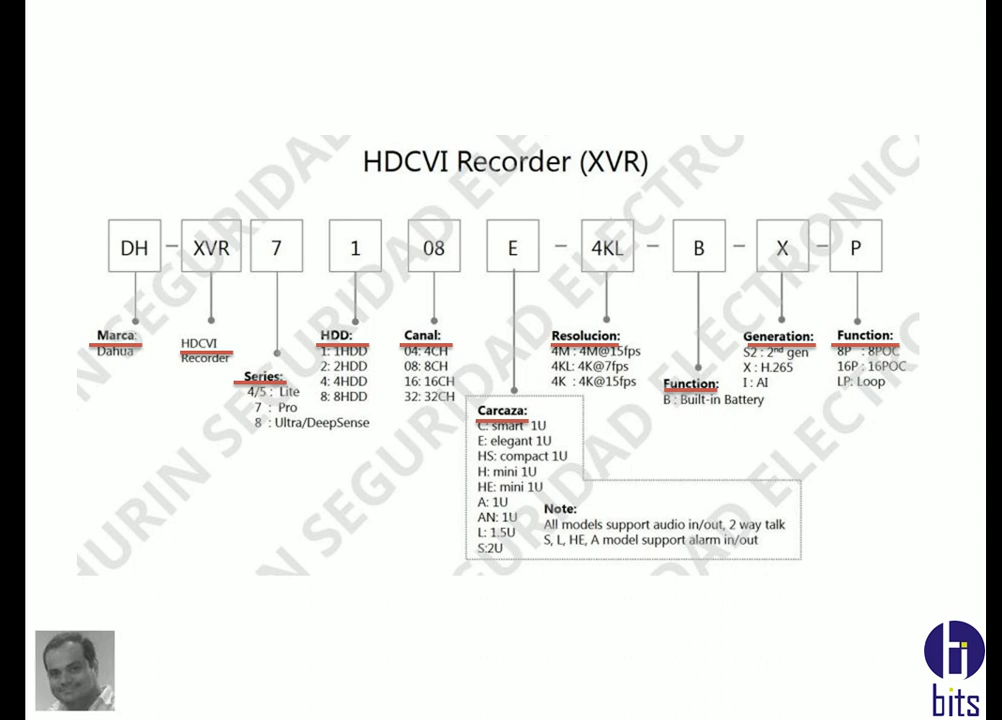 HDCVI Recorder (XVR)
DH - XVR 7 1 08 E - 4KL - B - X - P
Marca:
Dahua
HDCVI
Recorder
Series:
4/5 : Lite
7 : Pro
8 : Ultra/DeepSense
HDD:
1: 1HDD
2: 2HDD
4: 4HDD
8: 8HDD
Canal:
04: 4CH
08: 8CH
16: 16CH
32: 32CH
Carcaza:
C: smart 1U
E: elegant 1U
HS: compact 1U
H: mini 1U
HE: mini 1U
A: 1U
AN: 1U
L: 1.5U
S:2U
Note:
All models support audio in/out, 2 way talk
S, L, HE, A model support alarm in/out
Resolucion:
4M : 4M@15fps
4KL: 4K@7fps
4K : 4K@15fps
Function:
B : Built-in Battery
Generation:
S2 : 2nd gen
X : H.265
I : AI
Function:
8P : 8POC
16P : 16POC
LP: Loop
URIN SEGURIDAD ELECTRONIC
N SEGURIDAD ELECTRONIC
bits